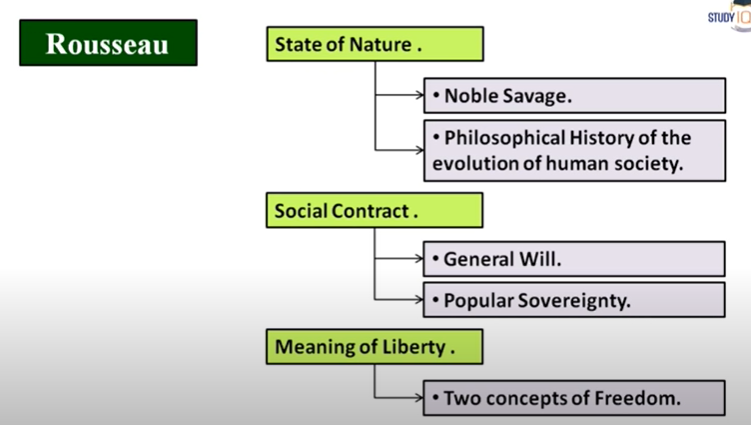 STUDY IQ
Rousseau
State of Nature .
• Noble Savage.
• Philosophical History of the
evolution of human society.
Social Contract .
• General Will.
• Popular Sovereignty.
Meaning of Liberty .
• Two concepts of Freedom.